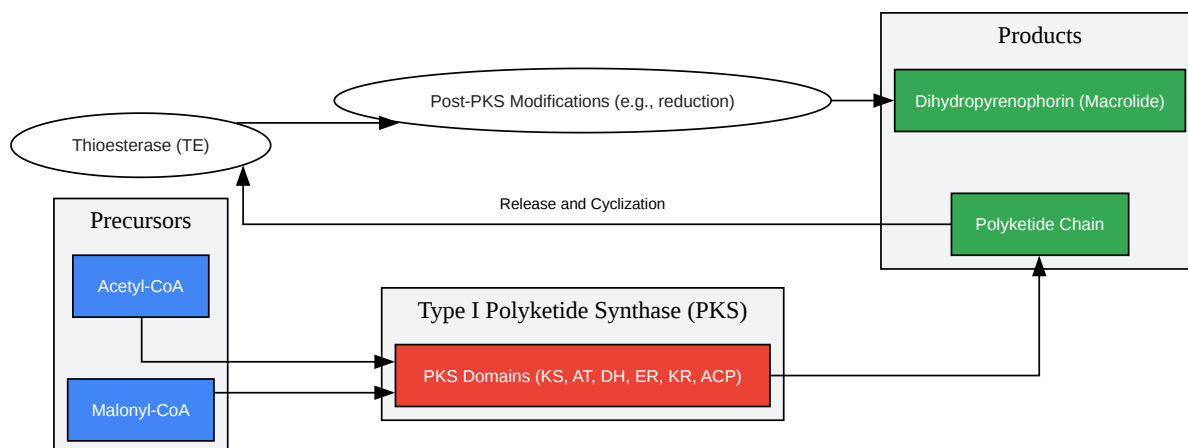 Products
Post-PKS Modifications (e.g., reduction)
Dihydropyrenophorin (Macrolide)
Thioesterase (TE)
Release and Cyclization
Polyketide Chain
Precursors
Acetyl-CoA
Type I Polyketide Synthase (PKS)
PKS Domains (KS, AT, DH, ER, KR, ACP)
Malonyl-CoA